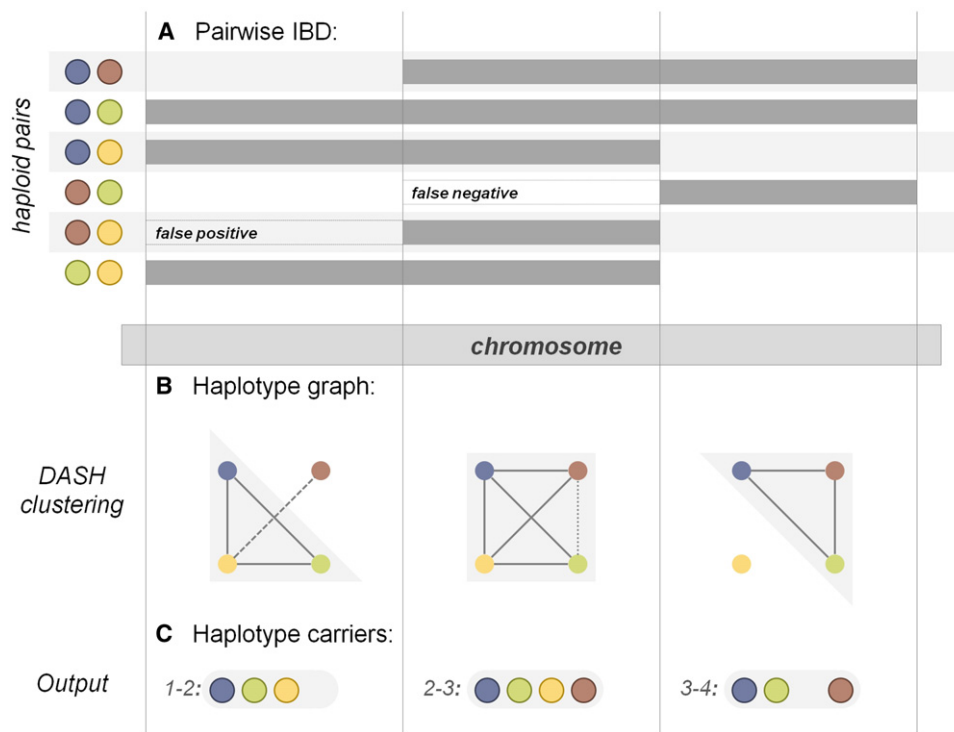 A Pairwise IBD:
haploid pairs
false negative
false positive
chromosome
B Haplotype graph:
DASH
clustering
C Haplotype carriers:
Output
1-2:
2-3:
3-4: